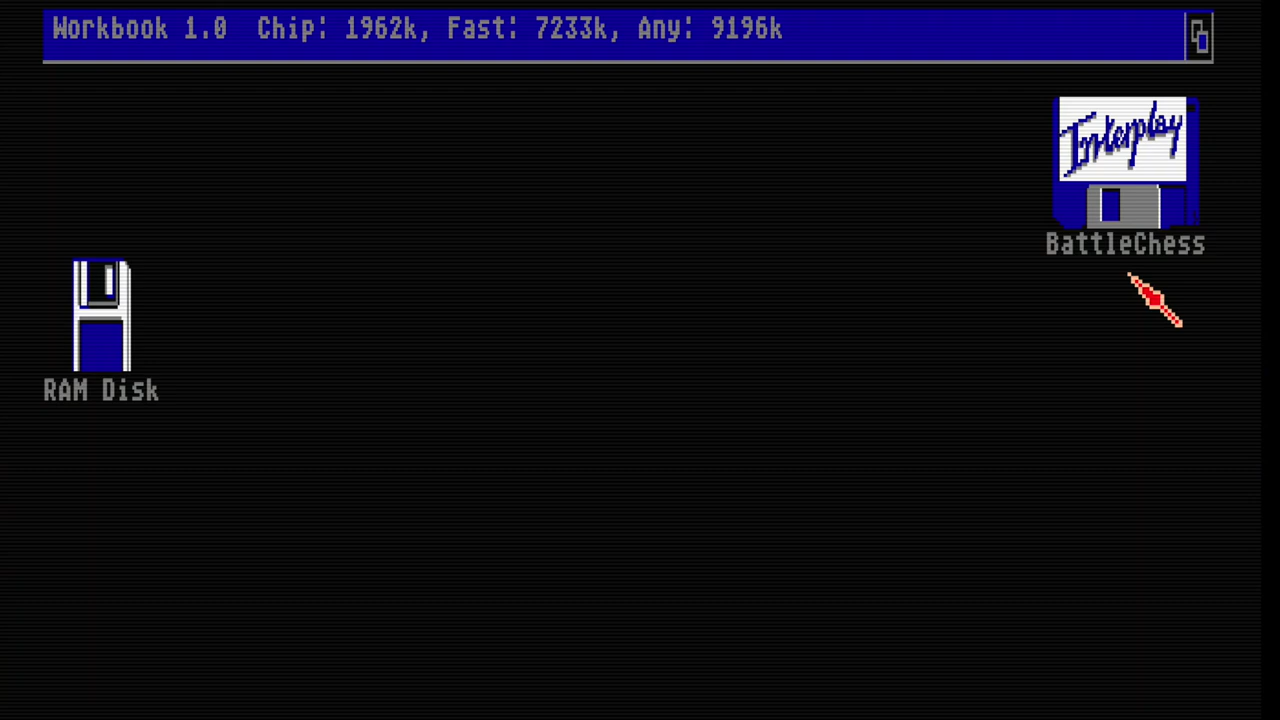 Workbook 1.0  Chip: 1962k, Fast: 7233k, Any: 9196k
Interplay
BattleChess
RAM Disk